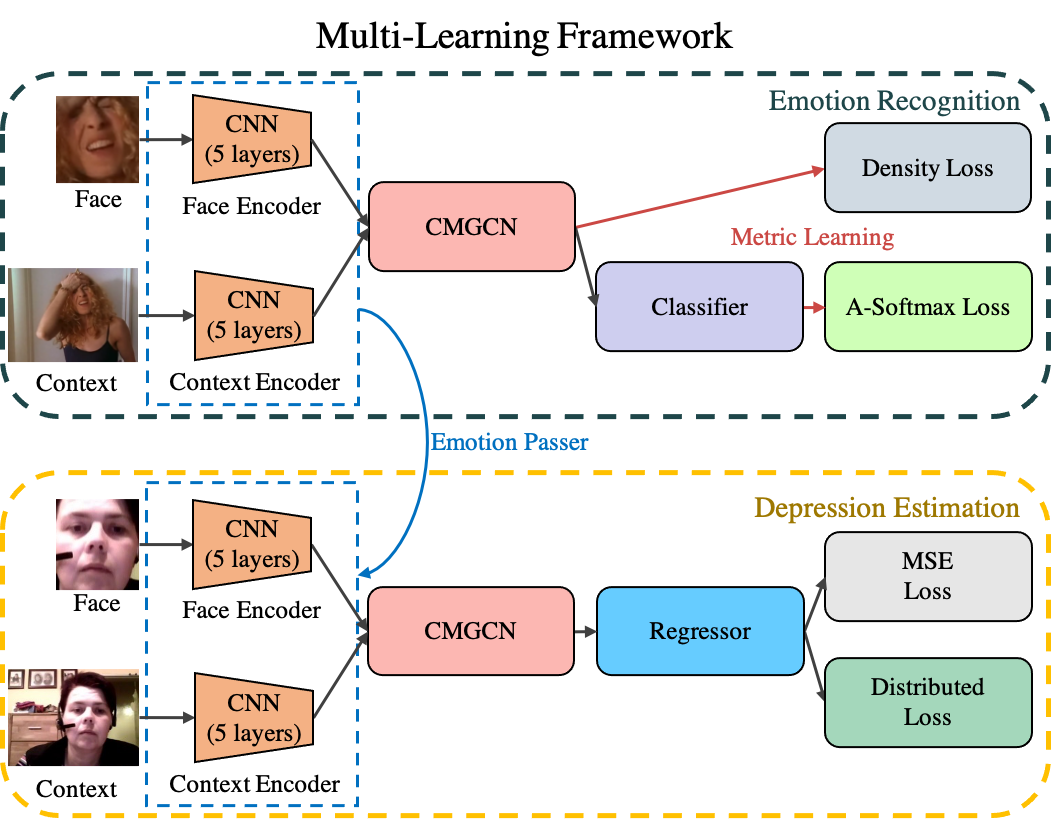 Multi-Learning Framework
Emotion Recognition
CNN
(5 layers)
Face
Face Encoder
Density Loss
CMGCN
Metric Learning
CNN
(5 layers)
Classifier
A-Softmax Loss
Context
Context Encoder
Emotion Passer
Depression Estimation
CNN
(5 layers)
Face
Face Encoder
MSE
Loss
CMGCN
Regressor
CNN
(5 layers)
Distributed
Loss
Context
Context Encoder